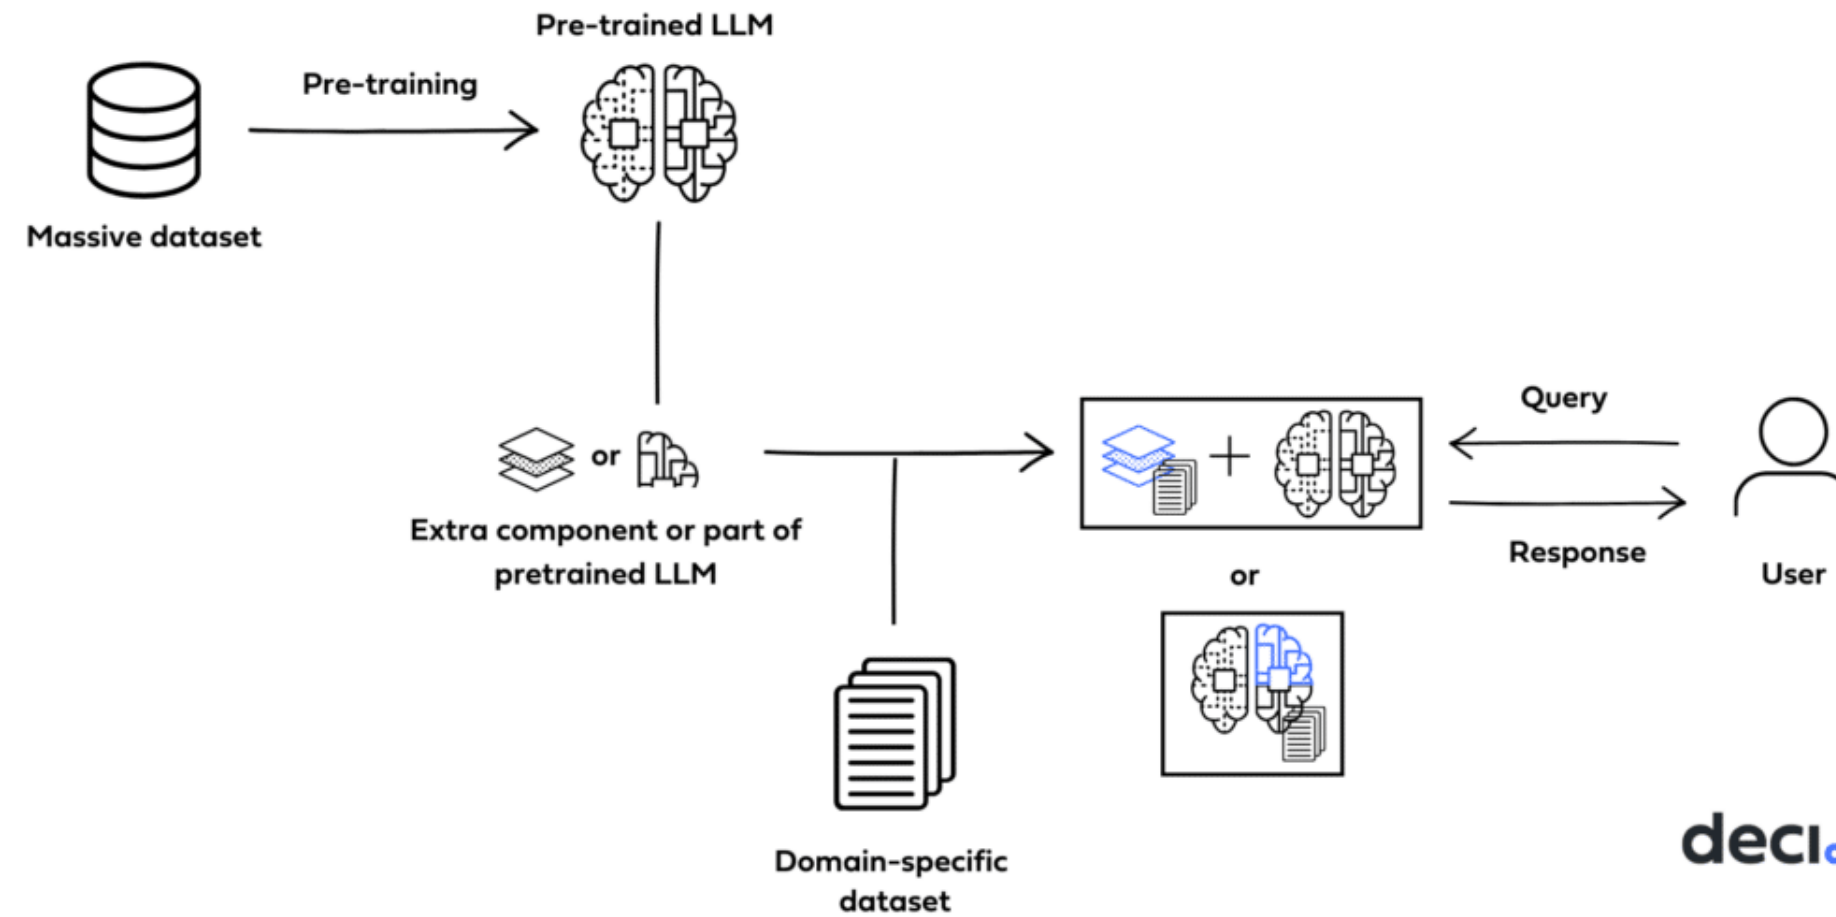 Pre-trained LLM
Pre-training
Massive dataset
or
Extra component or part of
pretrained LLM
Query
Response
User
or
Domain-specific
dataset
deci.